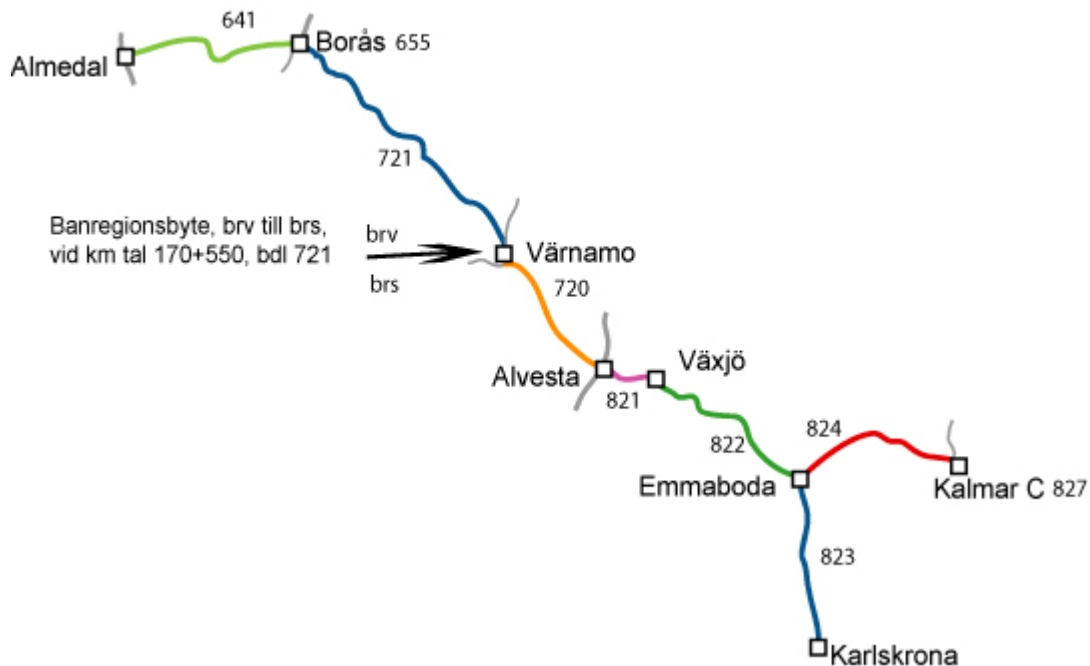 641
Borås 655
Almedal
721
Banregionsbyte, brv till brs,
vid km tal 170+550, bdl 721
brv
brs
Värnamo
720
Alvesta
821
Växjö
822
824
Emmaboda
Kalmar C 827
823
Karlskrona